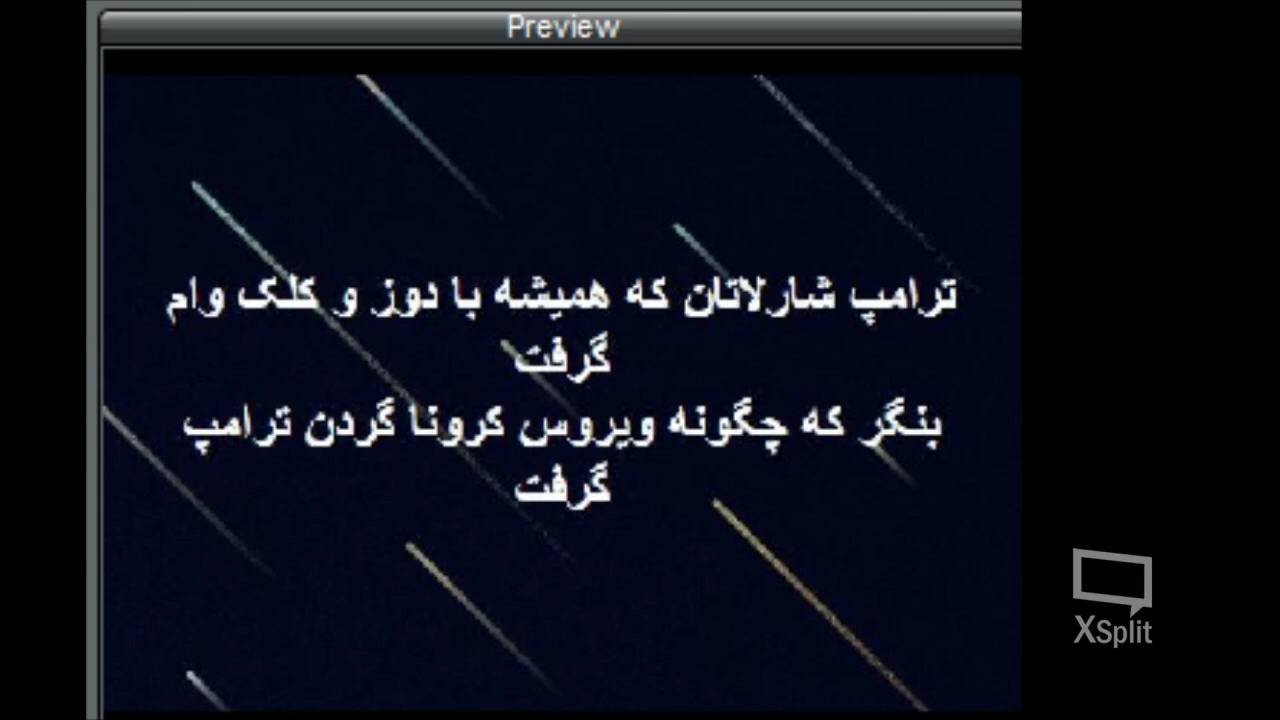 Preview
ترامپ شارلاتان که همیشه با دوز و کلک وام
گرفت
بنگر که چگونه ویروس کرونا گردن ترامپ
گرفت
XSplit